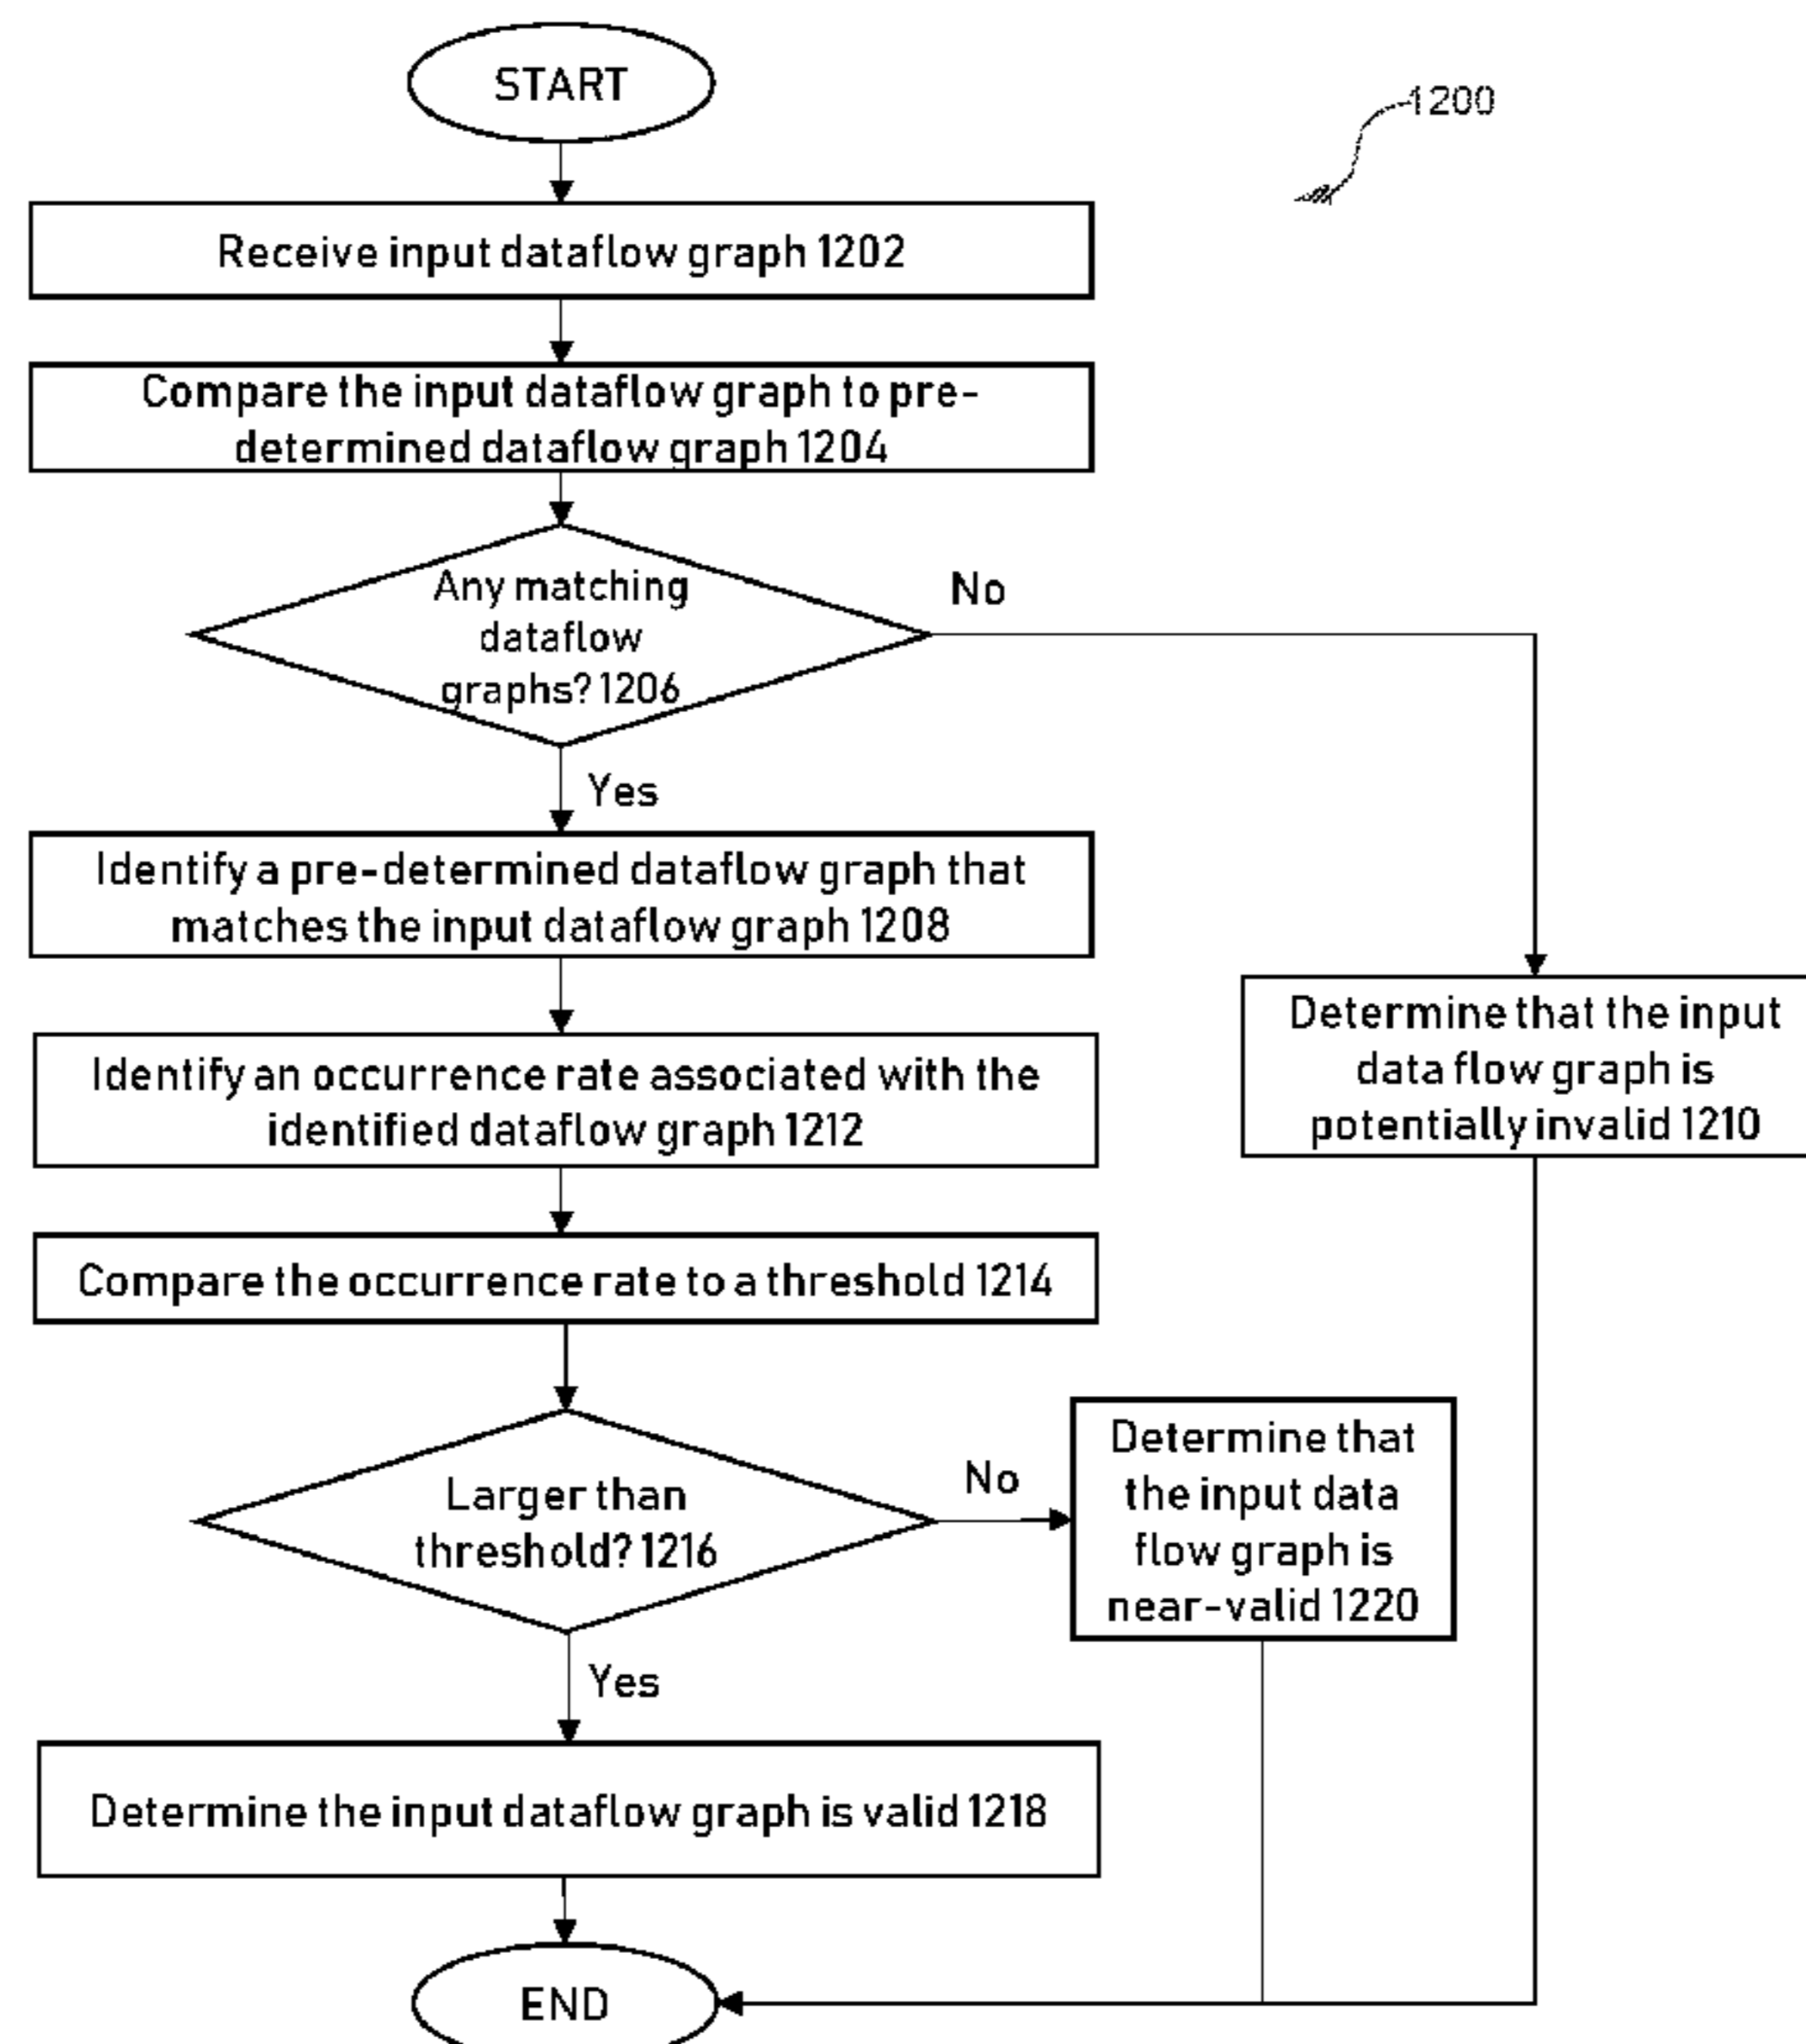 START
1200
Receive input dataflow graph 1202
Compare the input dataflow graph to pre-
determined dataflow graph 1204
Any matching
dataflow
graphs? 1206
No
Yes
Identify a pre-determined dataflow graph that
matches the input dataflow graph 1208
Determine that the input
data flow graph is
potentially invalid 1210
Identify an occurrence rate associated with the
identified dataflow graph 1212
Compare the occurrence rate to a threshold 1214
Larger than
threshold? 1216
No
Determine that
the input data
flow graph is
near-valid 1220
Yes
Determine the input dataflow graph is valid 1218
END